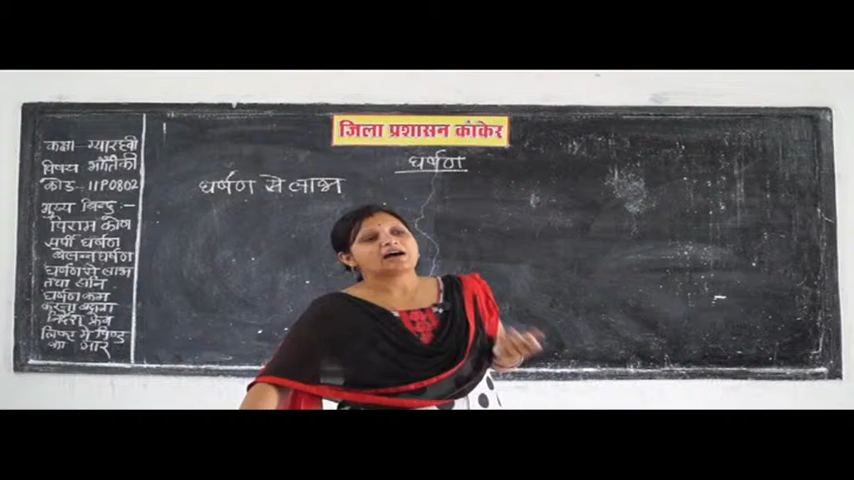 जिला प्रशासन कांकेर
घर्षण
घर्षण से लाभ
कक्षा ग्यारहवी
विषय भौतिकी
कोड- 11P0802
मुख्य बिन्दु :-
विराम कोण
सर्पी घर्षण
बेलन घर्षण
घर्षण से लाभ
तथा हानि
घर्षण कम
करना
लिफ्ट में पिण्ड
का भार